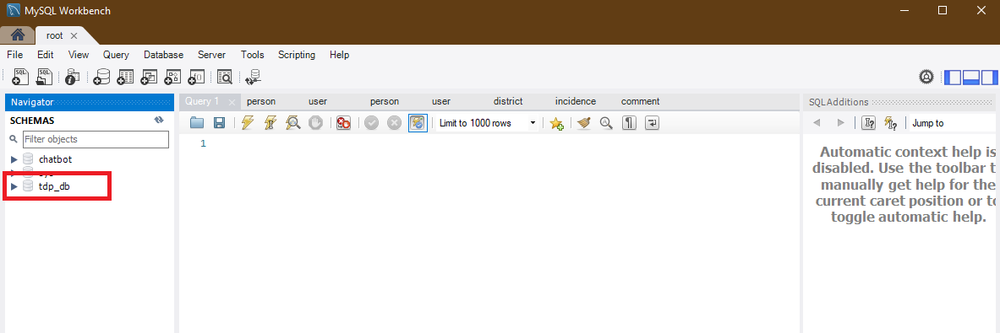 MySQL Workbench
root
File Edit View Query Database Server Tools Scripting Help
Navigator
SCHEMAS
Filter objects
chatbot
tdp_db
Query 1 person user person user district incidence comment
Limit to 1000 rows
1
SQLAdditions
Jump to
Automatic context help is
disabled. Use the toolbar t
manually get help for the
current caret position or to
toggle automatic help.